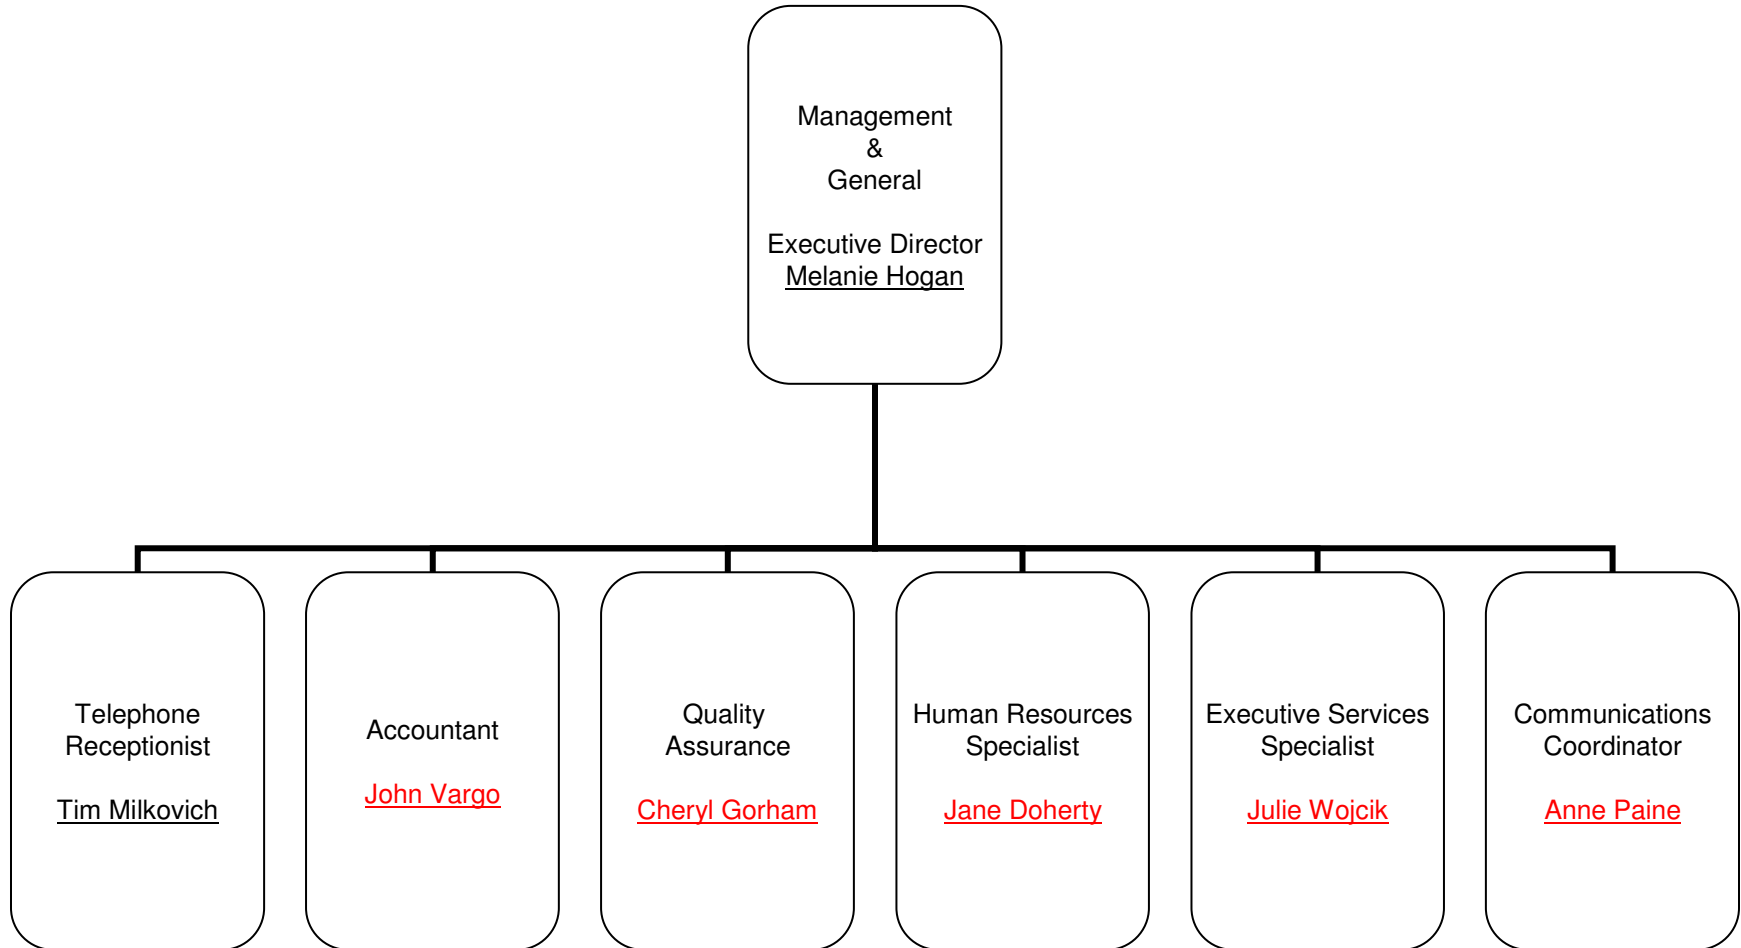 Management
&
General
Executive Director
Melanie Hogan
Telephone
Receptionist
Tim Milkovich
Accountant
John Vargo
Quality
Assurance
Cheryl Gorham
Human Resources
Specialist
Jane Doherty
Executive Services
Specialist
Julie Wojcik
Communications
Coordinator
Anne Paine